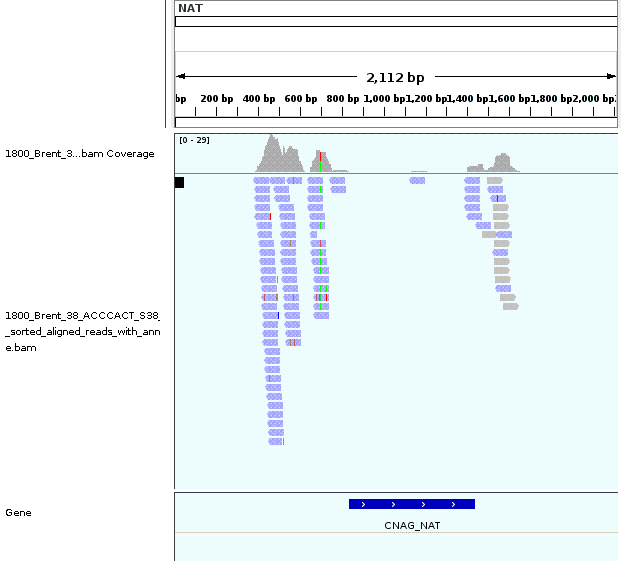 NAT
2,112 bp
bp 200 bp 400 bp 600 bp 800 bp 1,000 bp 1,200 bp 1,400 bp 1,600 bp 1,800 bp 2,000 bp
[0 - 29]
1800_Brent_3...bam Coverage
1800_Brent_38_ACCCACT_S38_
_sorted_aligned_reads_with_ann
e.bam
Gene
CNAG_NAT